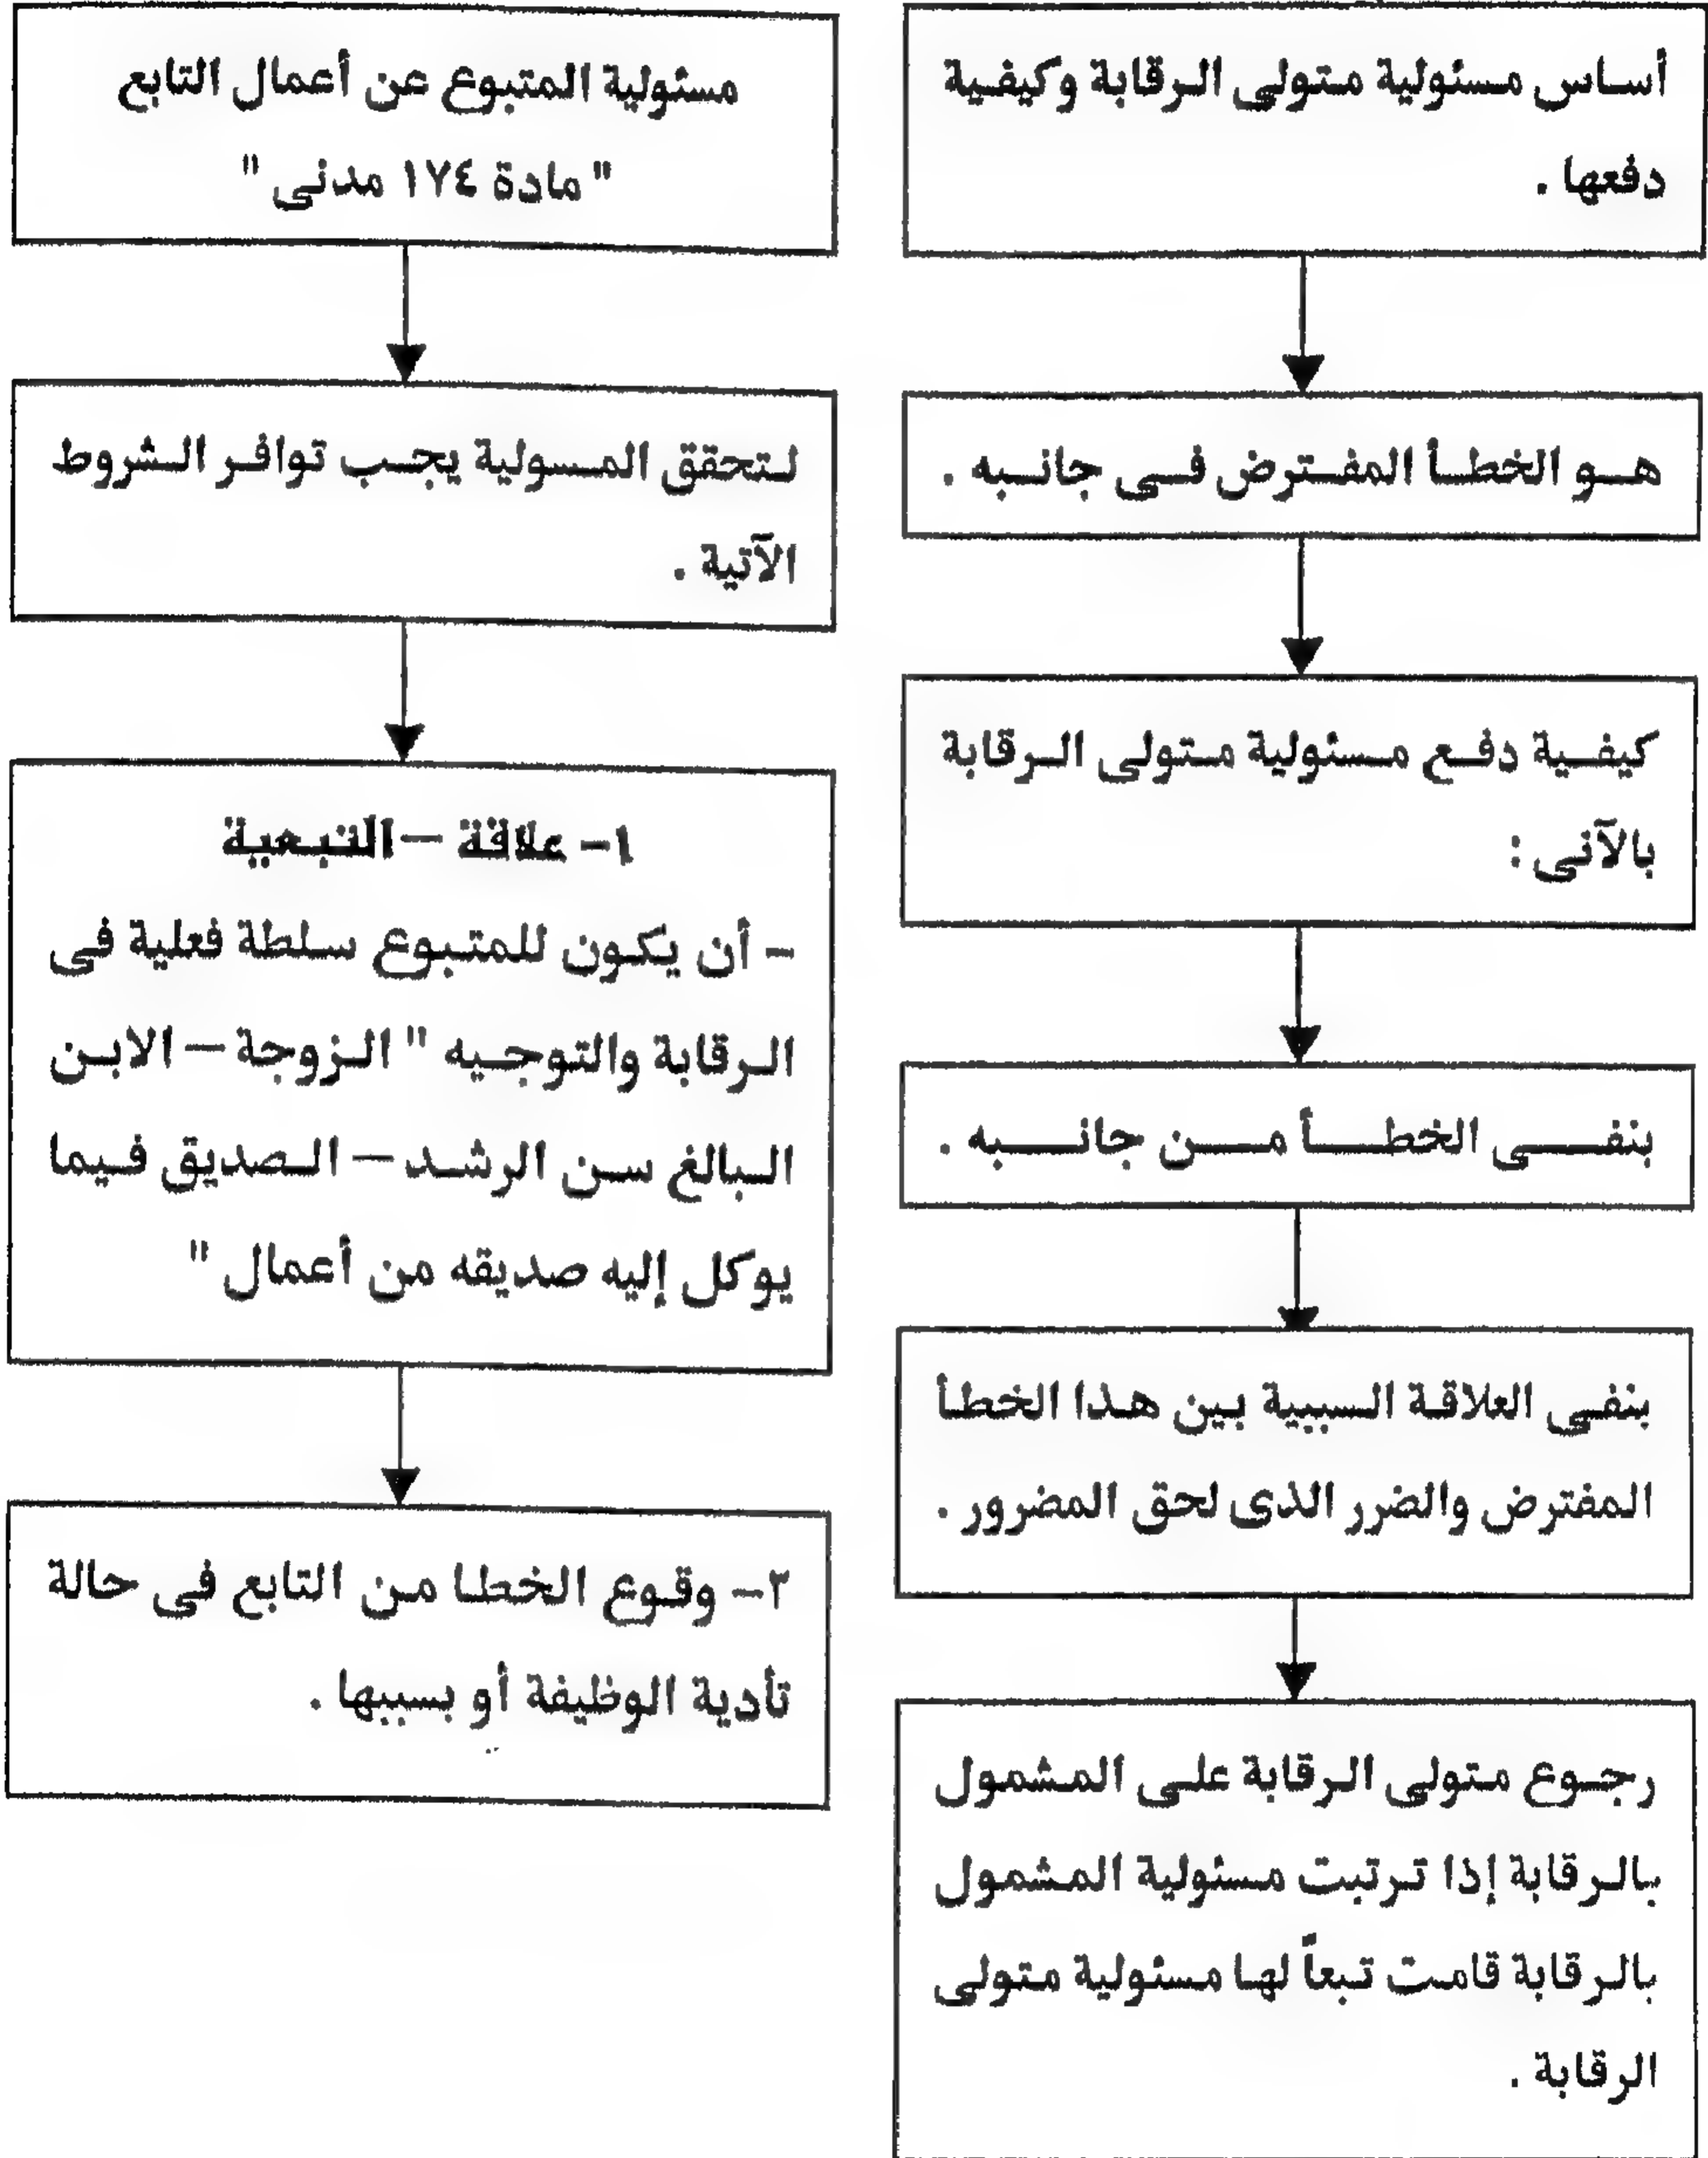 أساس مسئولية متولى الرقابة وكيفية
دفعها .
هو الخطأ المفترض فى جانبه .
كيفية دفع مسئولية متولى الرقابة
بالآتى :
بنفى الخطأ من جانبه .
بنفى العلاقة السببية بين هذا الخطأ
المفترض والضرر الذى لحق المضرور .
رجوع متولى الرقابة على المشمول
بالرقابة إذا ترتبت مسئولية المشمول
بالرقابة قامت تبعاً لها مسئولية متولى
الرقابة .
مسئولية المتبوع عن أعمال التابع
" مادة ١٧٤ مدنى "
لتحقق المسولية يجب توافر الشروط
الآتية .
١- علاقة – التبعية
- أن يكون للمتبوع سلطة فعلية فى
الرقابة والتوجيه " الزوجة – الابن
البالغ سن الرشد – الصديق فيما
يوكل إليه صديقه من أعمال "
٢- وقوع الخطا من التابع فى حالة
تأدية الوظيفة أو بسببها .